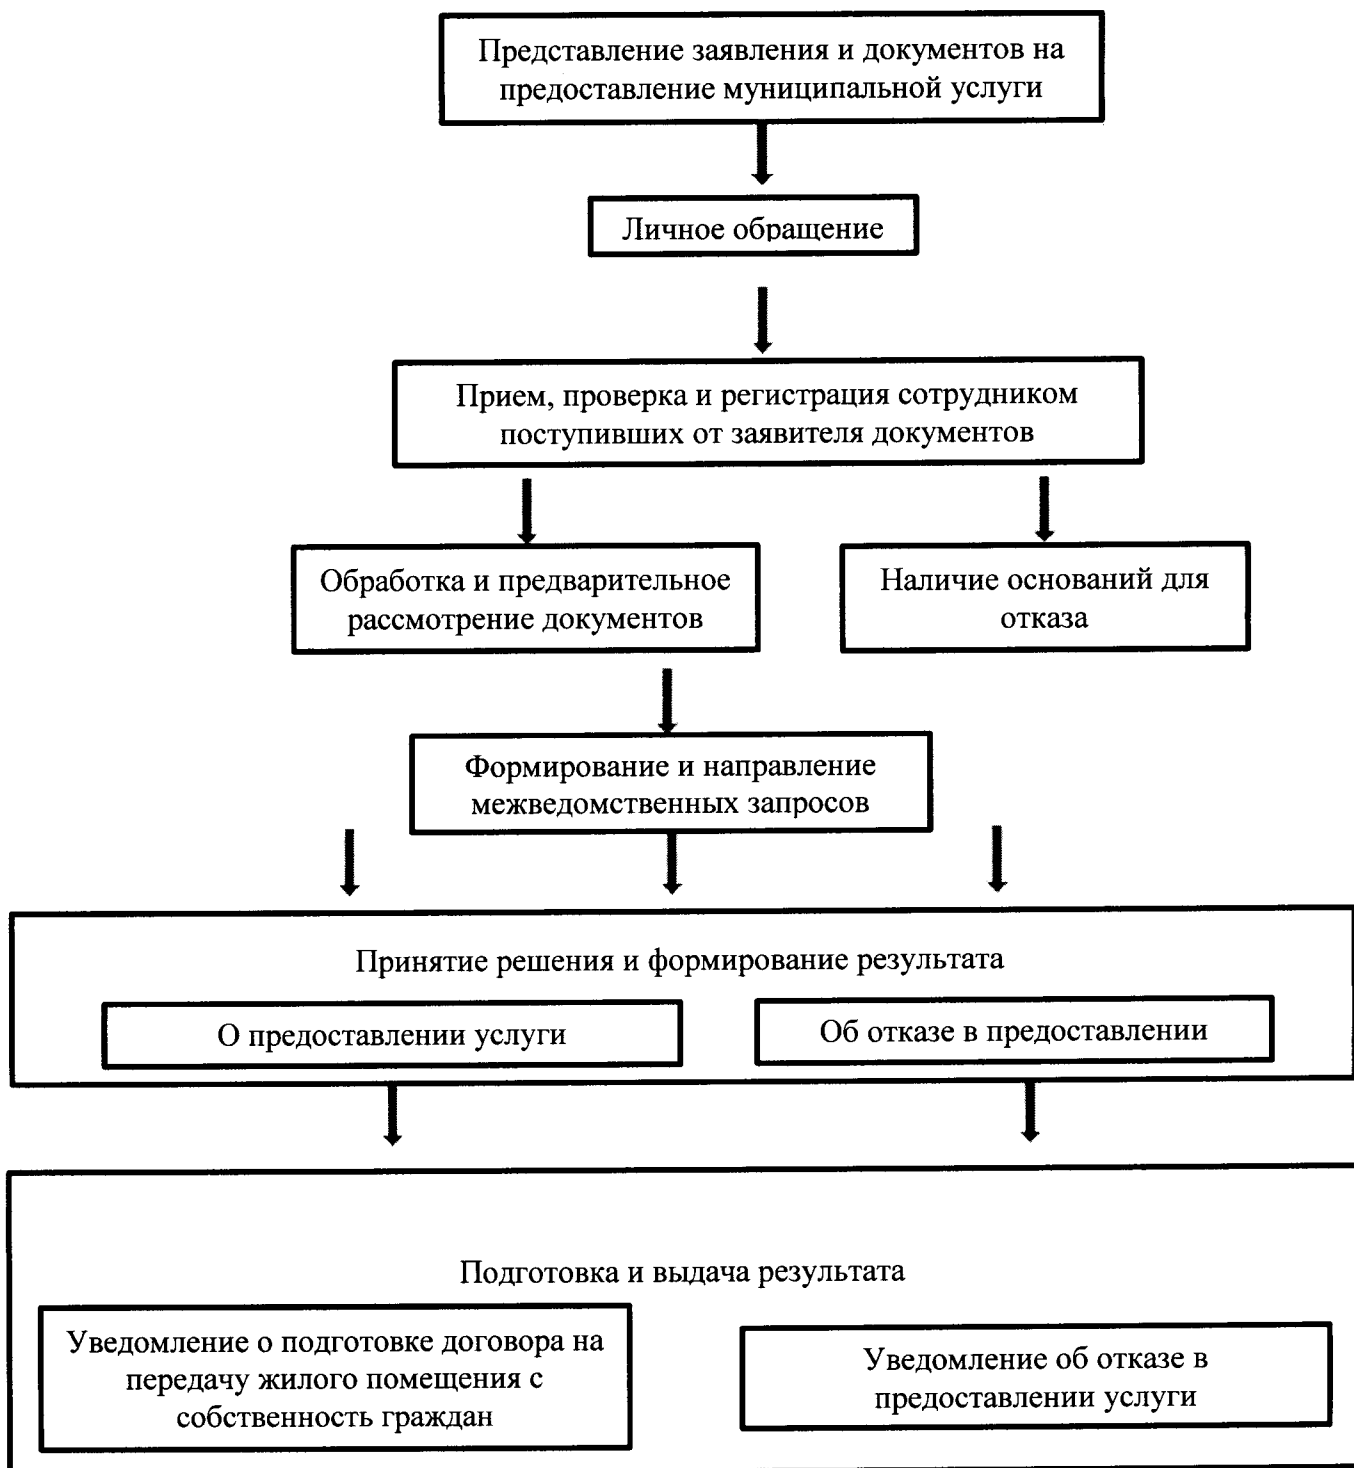 Представление заявления и документов на
предоставление муниципальной услуги
Личное обращение
Прием, проверка и регистрация сотрудником
поступивших от заявителя документов
Обработка и предварительное
рассмотрение документов
Наличие оснований для
отказа
Формирование и направление
межведомственных запросов
Принятие решения и формирование результата
О предоставлении услуги
Об отказе в предоставлении
Подготовка и выдача результата
Уведомление о подготовке договора на
передачу жилого помещения с
собственность граждан
Уведомление об отказе в
предоставлении услуги